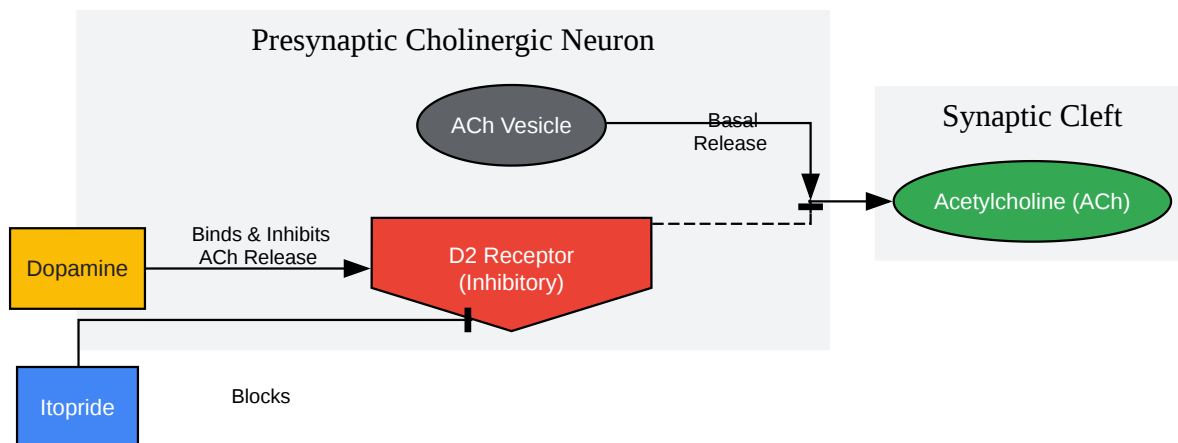 Presynaptic Cholinergic Neuron
ACh Vesicle
Basal
Release
Synaptic Cleft
Acetylcholine (ACh)
Dopamine
Binds & Inhibits
ACh Release
D2 Receptor
(Inhibitory)
Itopride
Blocks